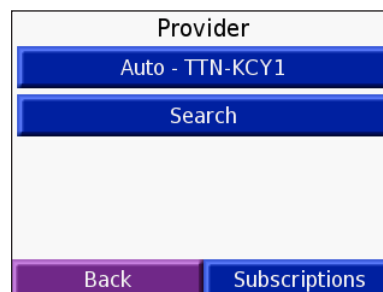 Provider
Auto - TTN-KCY1
Search
Back
Subscriptions